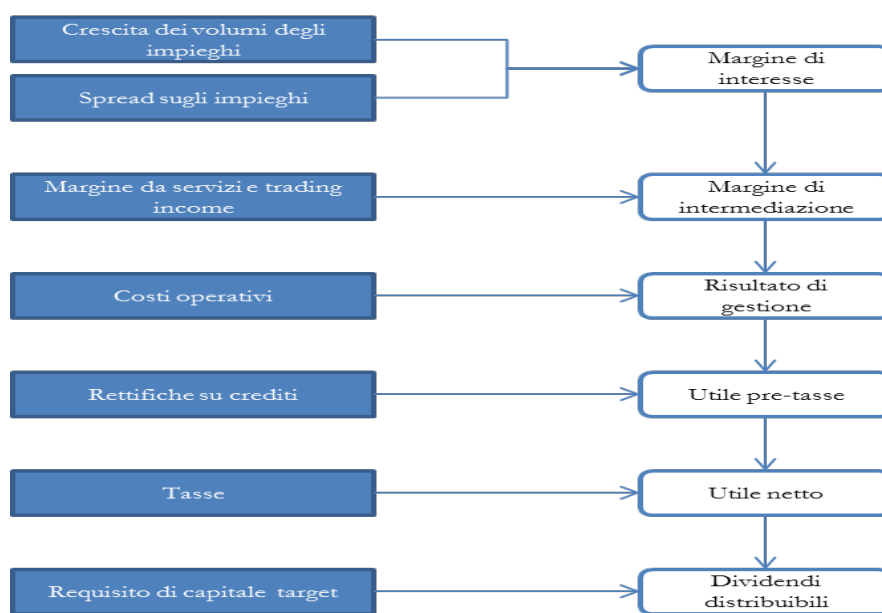 Crescita dei volumi degli
impieghi
Margine di
interesse
Spread sugli impieghi
Margine da servizi e trading
income
Margine di
intermediazione
Costi operativi
Risultato di
gestione
Rettifiche su crediti
Utile pre-tasse
Tasse
Utile netto
Requisito di capitale target
Dividendi
distribuibili